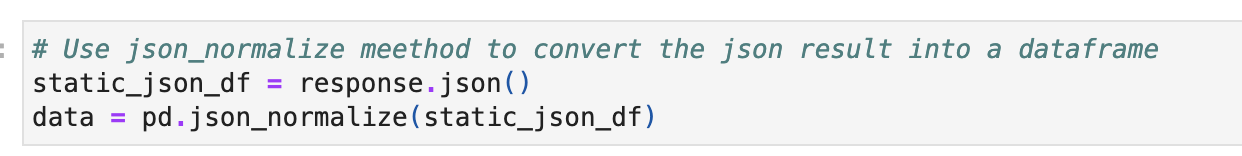 # Use json_normalize meethod to convert the json result into a dataframe
static_json_df = response.json()
data = pd.json_normalize(static_json_df)